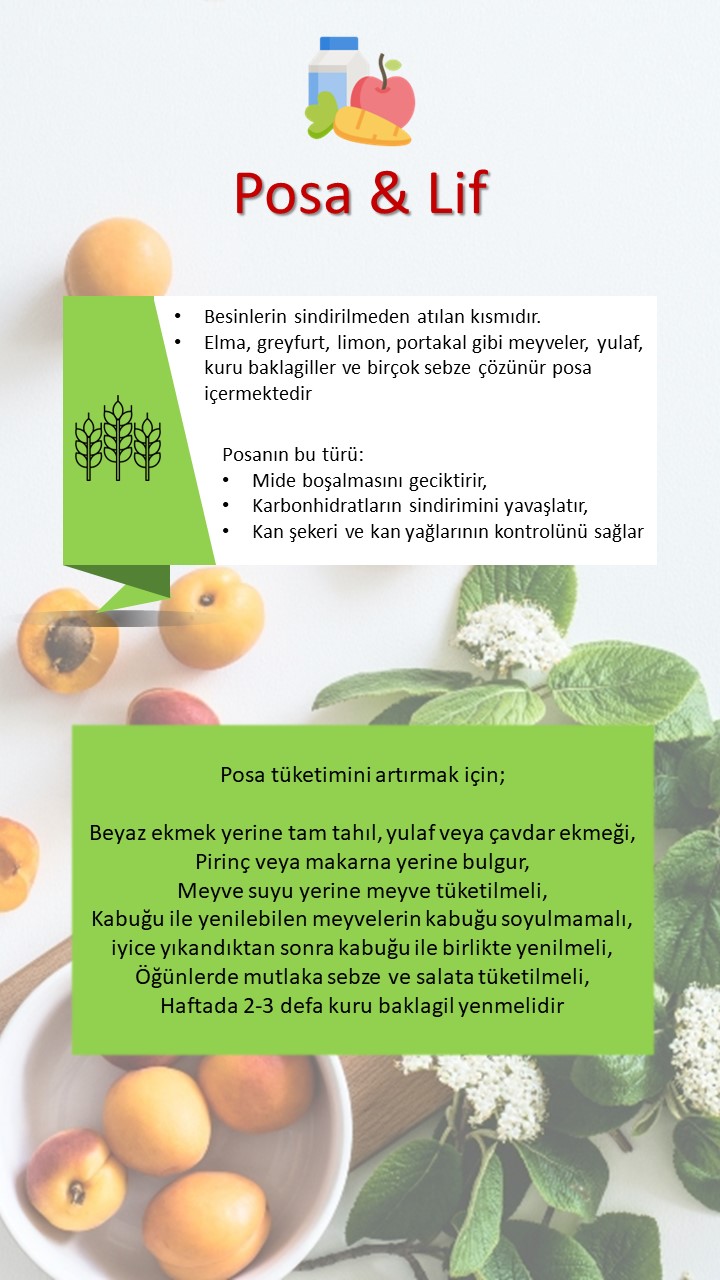 Posa & Lif
• Besinlerin sindirilmeden atılan kısmıdır.
• Elma, greyfurt, limon, portakal gibi meyveler, yulaf,
kuru baklagiller ve birçok sebze çözünür posa
içermektedir
Posanın bu türü:
• Mide boşalmasını geciktirir,
• Karbonhidratların sindirimini yavaşlatır,
• Kan şekeri ve kan yağlarının kontrolünü sağlar
Posa tüketimini artırmak için;
Beyaz ekmek yerine tam tahıl, yulaf veya çavdar ekmeği,
Pirinç veya makarna yerine bulgur,
Meyve suyu yerine meyve tüketilmeli,
Kabuğu ile yenilebilen meyvelerin kabuğu soyulmamalı,
iyice yıkandıktan sonra kabuğu ile birlikte yenilmeli,
Öğünlerde mutlaka sebze ve salata tüketilmeli,
Haftada 2-3 defa kuru baklagil yenmelidir